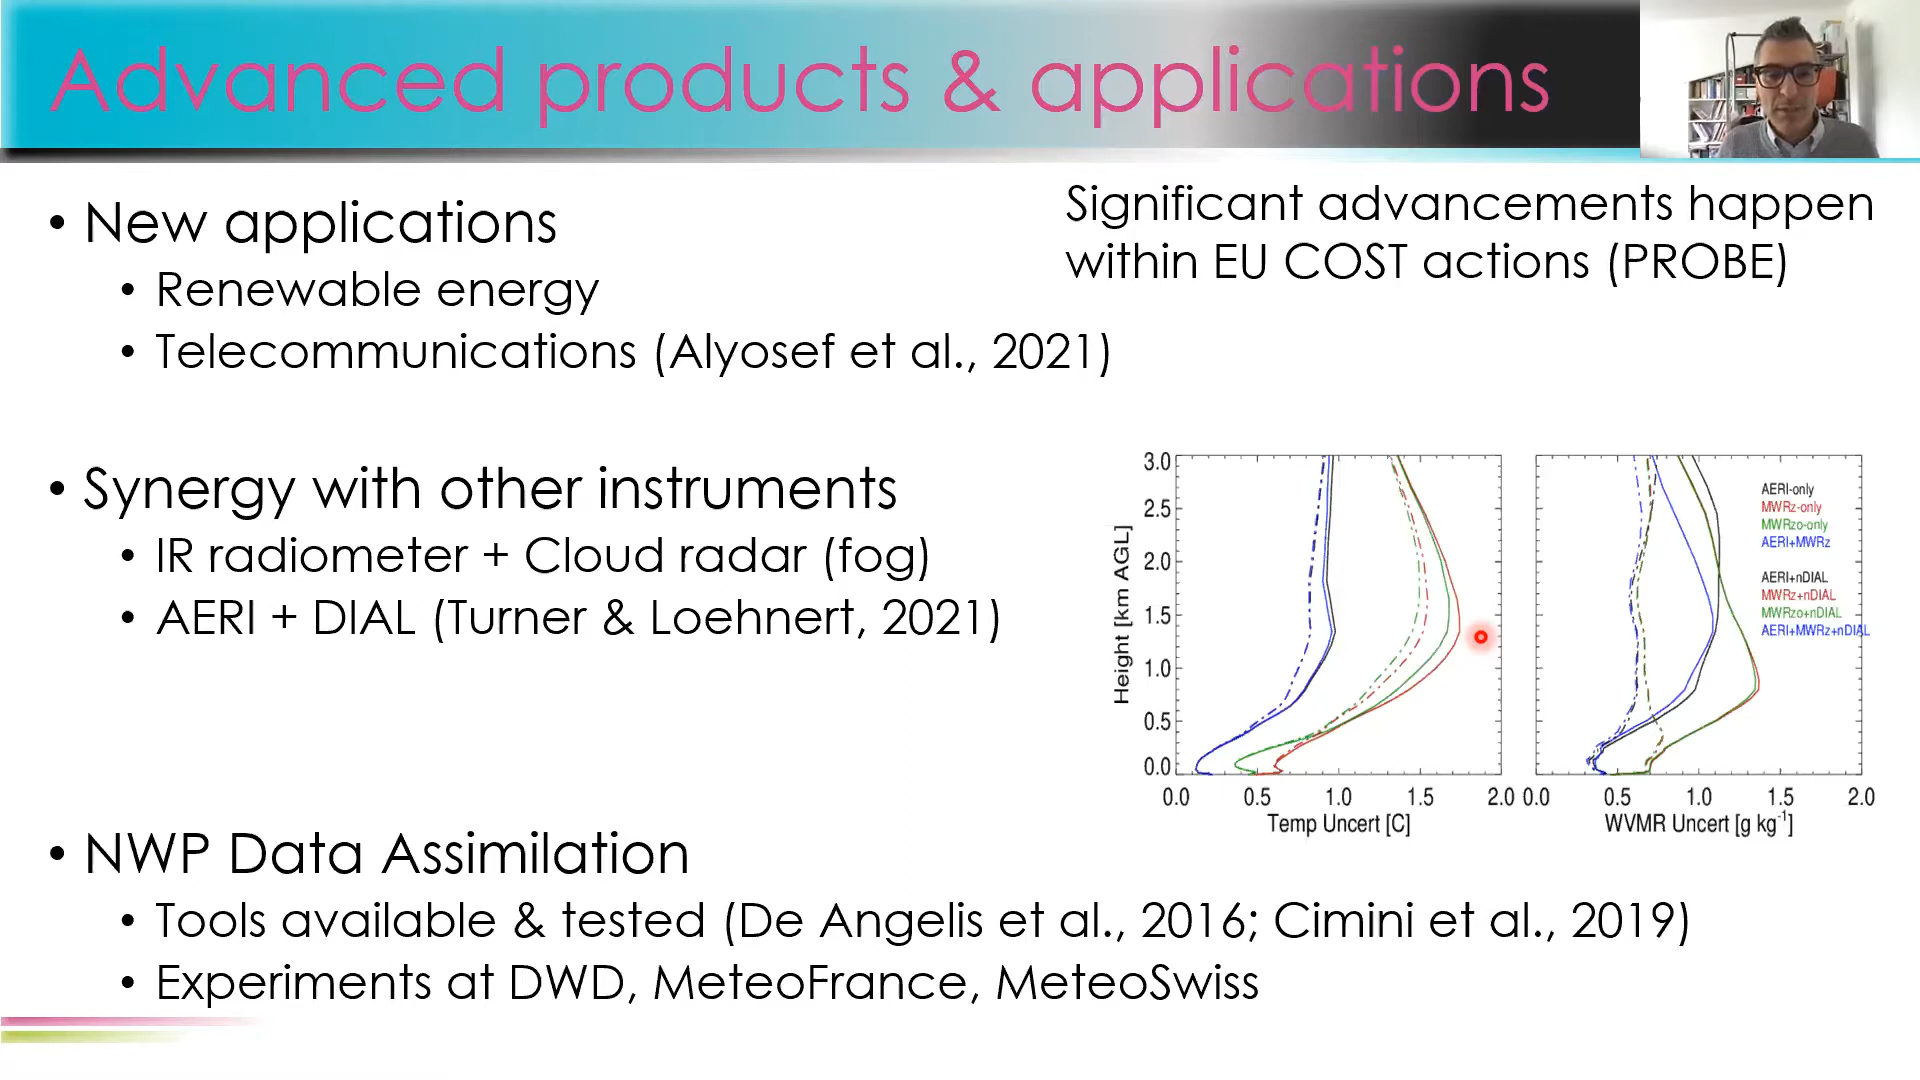 Advanced products & applications
• New applications
• Renewable energy
• Telecommunications (Alyosef et al., 2021)
Significant advancements happen
within EU COST actions (PROBE)
• Synergy with other instruments
• IR radiometer + Cloud radar (fog)
• AERI + DIAL (Turner & Loehnert, 2021)
Height [km AGL]
3.0
2.5
2.0
1.5
1.0
0.5
0.0
0.0 0.5 1.0 1.5 2.0
Temp Uncert [C]
AERI-only
MWRz-only
MWRzo-only
AERI+MWRz
AERI+nDIAL
MWRz+nDIAL
MWRzo+nDIAL
AERI+MWRz+nDIAL
0.0 0.5 1.0 1.5 2.0
WVMR Uncert [g kg⁻¹]
• NWP Data Assimilation
• Tools available & tested (De Angelis et al., 2016; Cimini et al., 2019)
• Experiments at DWD, MeteoFrance, MeteoSwiss